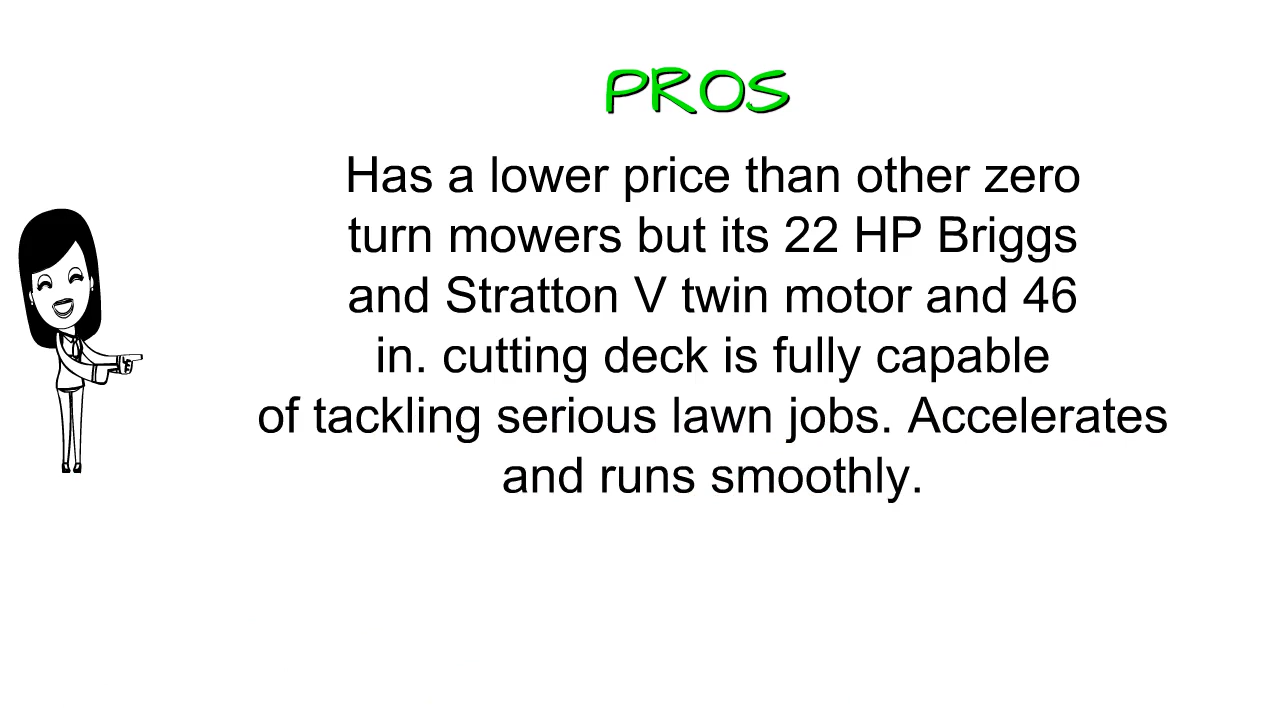 PROS
Has a lower price than other zero
turn mowers but its 22 HP Briggs
and Stratton V twin motor and 46
in. cutting deck is fully capable
of tackling serious lawn jobs. Accelerates
and runs smoothly.